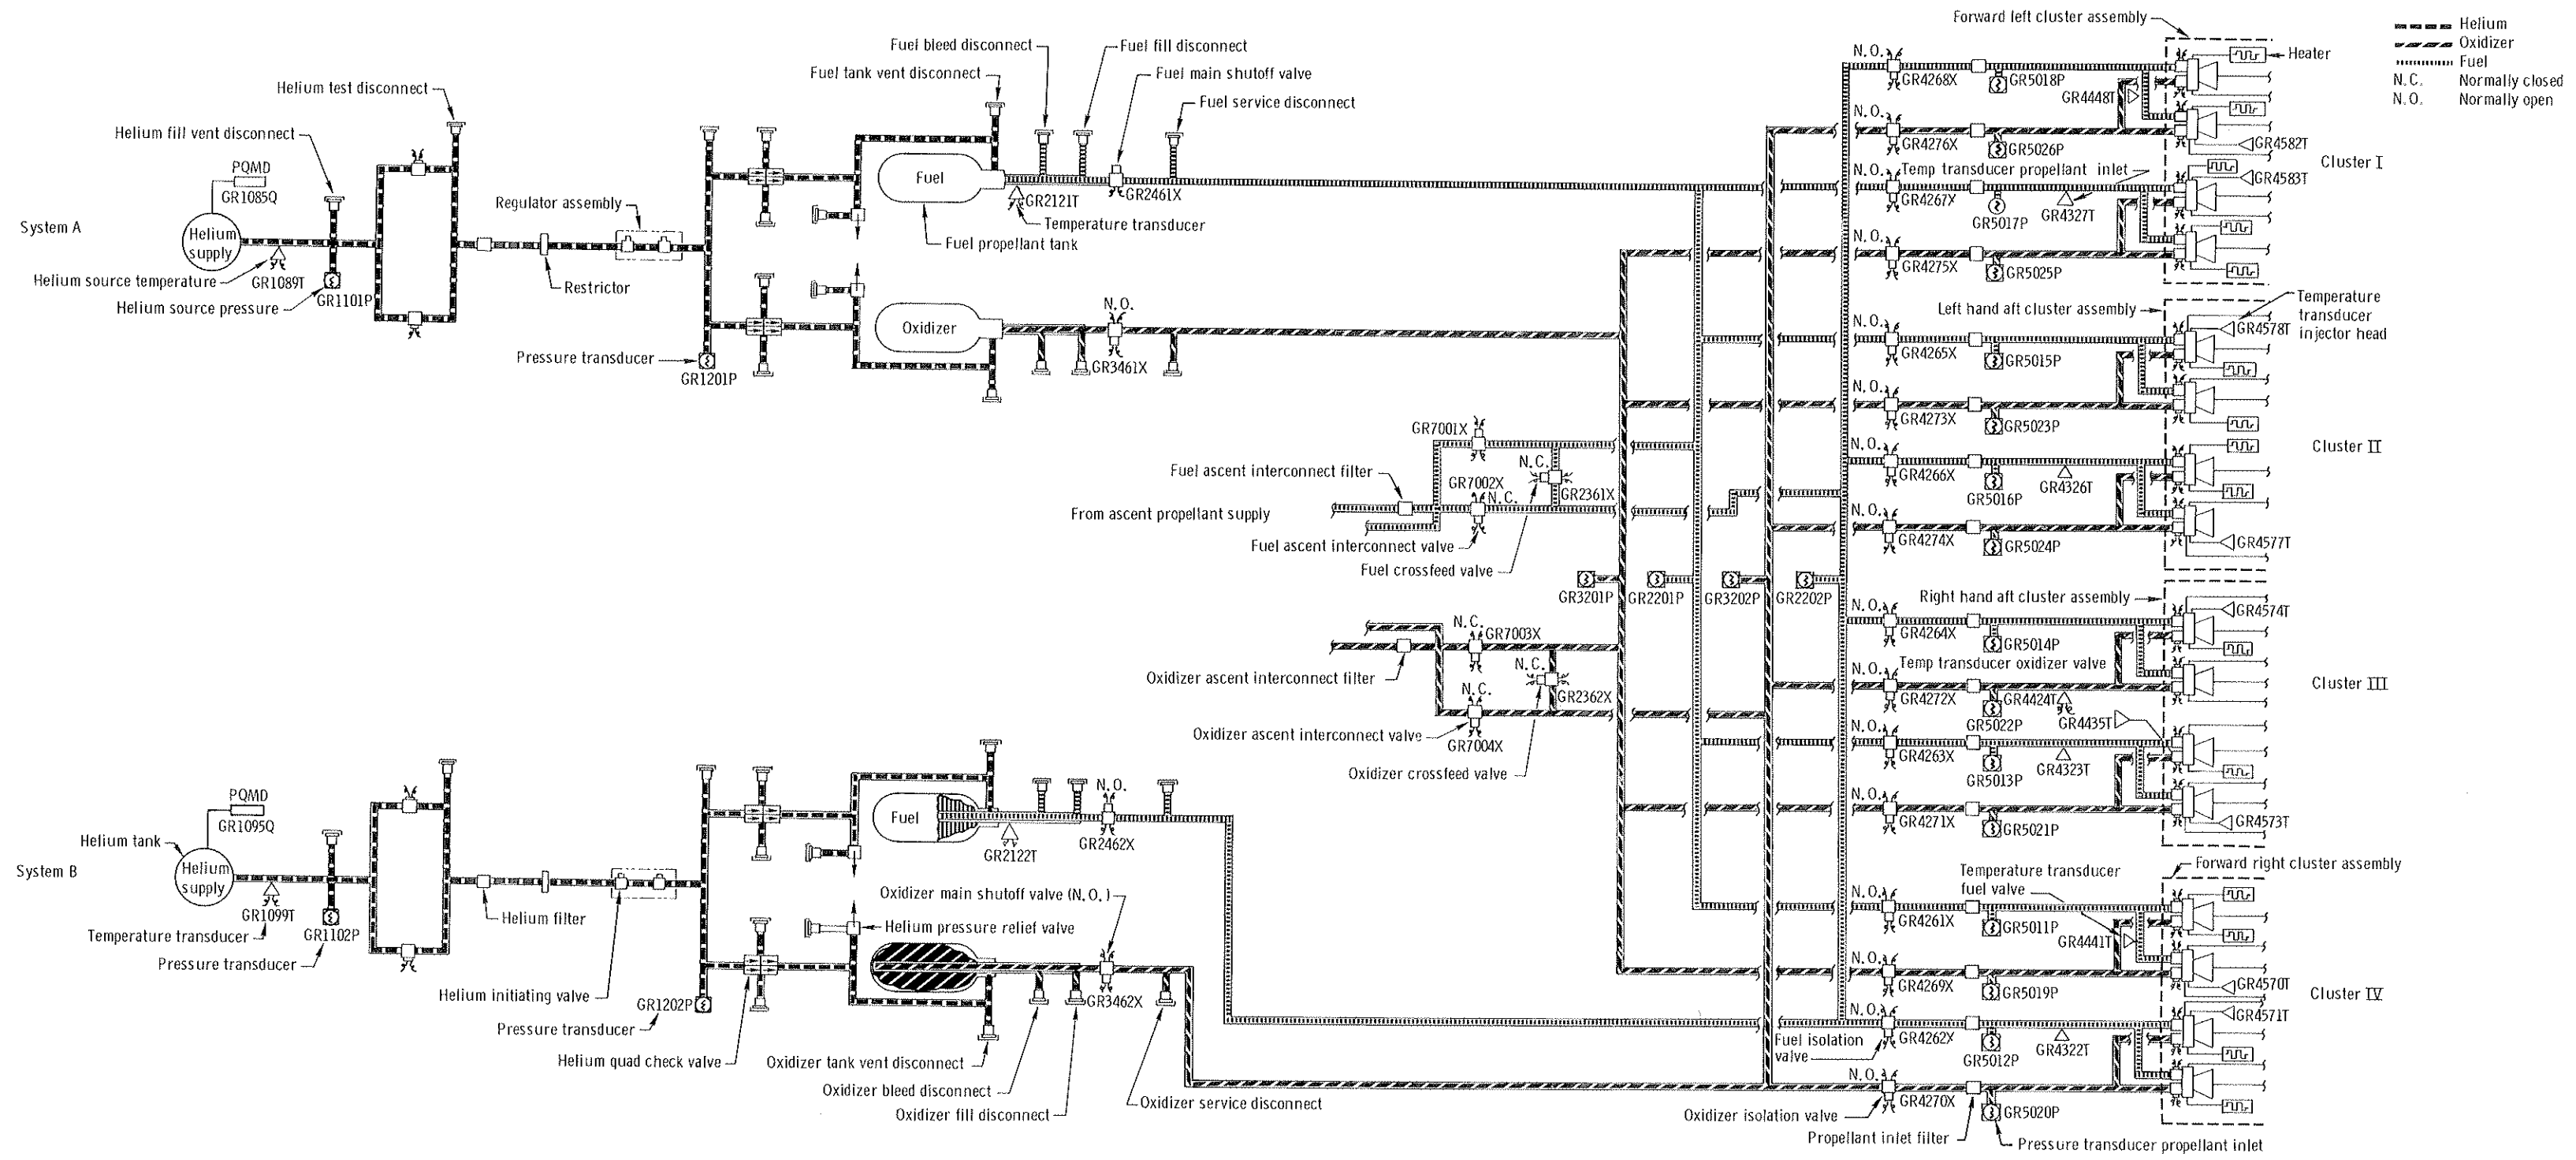 Forward left cluster assembly
Helium
Oxidizer
Fuel
N.C. Normally closed
N.O. Normally open
Heater
Fuel bleed disconnect
Fuel fill disconnect
Fuel tank vent disconnect
Fuel main shutoff valve
Helium test disconnect
Fuel service disconnect
Helium fill vent disconnect
PQMD
GR1085Q
System A
Helium
supply
Helium source temperature
GR1089T
Helium source pressure
GR1101P
Regulator assembly
Restrictor
Pressure transducer
GR1201P
Fuel
GR2121T
GR2461X
Temperature transducer
Fuel propellant tank
Oxidizer
N.O.
GR3461X
N.O.
GR4268X
GR5018P
GR4448T
N.O.
GR4276X
GR5026P
GR4582T
Cluster I
Temp transducer propellant inlet
N.O.
GR4267X
GR5017P
GR4327T
GR4583T
N.O.
GR4275X
GR5025P
Left hand aft cluster assembly
Temperature
transducer
injector head
N.O.
GR4265X
GR5015P
GR4578T
N.O.
GR4273X
GR5023P
Cluster II
N.O.
GR4266X
GR5016P
GR4326T
N.O.
GR4274X
GR5024P
GR4577T
GR7001X
Fuel ascent interconnect filter
N.C.
GR7002X
N.C.
GR2361X
From ascent propellant supply
Fuel ascent interconnect valve
Fuel crossfeed valve
GR3201P
GR2201P
GR3202P
GR2202P
Right hand aft cluster assembly
N.O.
GR4264X
GR5014P
GR4574T
Temp transducer oxidizer valve
N.C.
GR7003X
N.C.
Oxidizer ascent interconnect filter
N.C.
GR2362X
Oxidizer ascent interconnect valve
GR7004X
Oxidizer crossfeed valve
N.O.
GR4272X
GR4424T
GR5022P
GR4435T
Cluster III
N.O.
GR4263X
GR5013P
GR4323T
N.O.
GR4271X
GR5021P
GR4573T
Forward right cluster assembly
Temperature transducer
fuel valve
N.O.
GR4261X
GR5011P
GR4441T
N.O.
GR4269X
GR5019P
GR4570T
Cluster IV
GR4571T
N.O.
Fuel isolation
valve
GR4262X
GR5012P
GR4322T
N.O.
Oxidizer isolation valve
GR4270X
GR5020P
Propellant inlet filter
Pressure transducer propellant inlet
PQMD
GR1095Q
Helium tank
System B
Helium
supply
GR1099T
Temperature transducer
GR1102P
Pressure transducer
Helium filter
Helium initiating valve
GR1202P
Pressure transducer
Helium quad check valve
Fuel
GR2122T
N.O.
GR2462X
Oxidizer main shutoff valve (N.O.)
Helium pressure relief valve
GR3462X
Oxidizer tank vent disconnect
Oxidizer bleed disconnect
Oxidizer fill disconnect
Oxidizer service disconnect